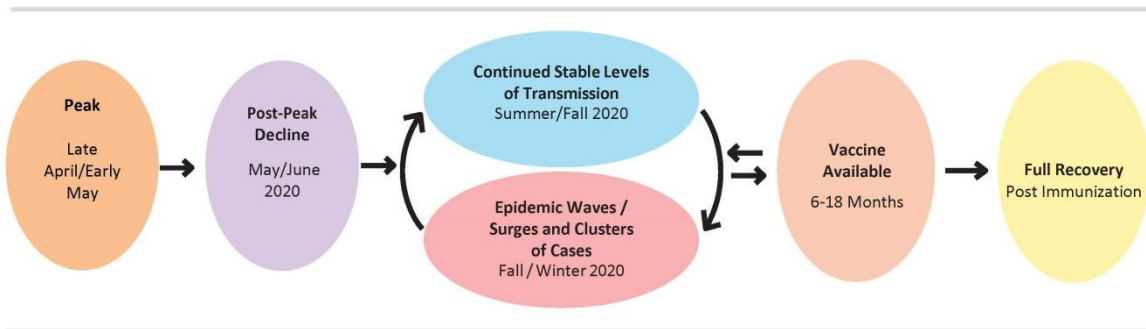 Peak
Late
April/Early
May
Post-Peak
Decline
May/June
2020
Continued Stable Levels
of Transmission
Summer/Fall 2020
Epidemic Waves /
Surges and Clusters
of Cases
Fall / Winter 2020
Vaccine
Available
6-18 Months
Full Recovery
Post Immunization